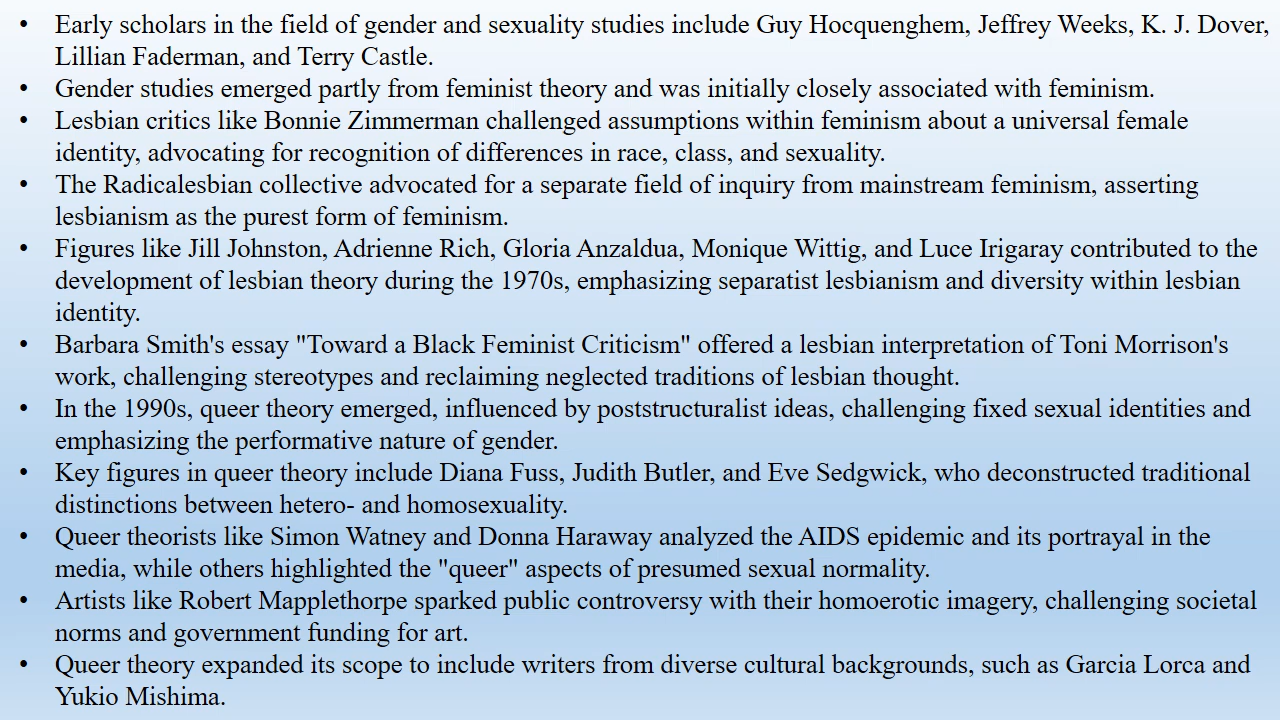 • Early scholars in the field of gender and sexuality studies include Guy Hocquenghem, Jeffrey Weeks, K. J. Dover,
Lillian Faderman, and Terry Castle.
• Gender studies emerged partly from feminist theory and was initially closely associated with feminism.
• Lesbian critics like Bonnie Zimmerman challenged assumptions within feminism about a universal female
identity, advocating for recognition of differences in race, class, and sexuality.
• The Radicalesbian collective advocated for a separate field of inquiry from mainstream feminism, asserting
lesbianism as the purest form of feminism.
• Figures like Jill Johnston, Adrienne Rich, Gloria Anzaldua, Monique Wittig, and Luce Irigaray contributed to the
development of lesbian theory during the 1970s, emphasizing separatist lesbianism and diversity within lesbian
identity.
• Barbara Smith's essay "Toward a Black Feminist Criticism" offered a lesbian interpretation of Toni Morrison's
work, challenging stereotypes and reclaiming neglected traditions of lesbian thought.
• In the 1990s, queer theory emerged, influenced by poststructuralist ideas, challenging fixed sexual identities and
emphasizing the performative nature of gender.
• Key figures in queer theory include Diana Fuss, Judith Butler, and Eve Sedgwick, who deconstructed traditional
distinctions between hetero- and homosexuality.
• Queer theorists like Simon Watney and Donna Haraway analyzed the AIDS epidemic and its portrayal in the
media, while others highlighted the "queer" aspects of presumed sexual normality.
• Artists like Robert Mapplethorpe sparked public controversy with their homoerotic imagery, challenging societal
norms and government funding for art.
• Queer theory expanded its scope to include writers from diverse cultural backgrounds, such as Garcia Lorca and
Yukio Mishima.